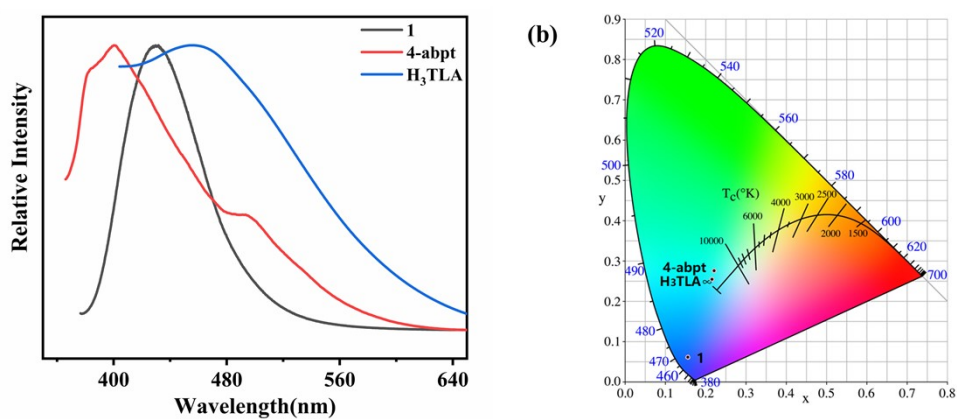 1
4-abpt
H₃TLA
Relative Intensity
400 480 560 640
Wavelength(nm)
(b)
0.9
0.8
0.7
0.6
0.5
0.4
0.3
0.2
0.1
0.0
y
0.0 0.1 0.2 0.3 0.4 0.5 0.6 0.7 0.8
x
520
540
560
580
600
620
700
500
490
480
470
460
380
Tc(°K)
10000
6000
4000
3000
2500
2000
1500
∞
4-abpt
H₃TLA
1